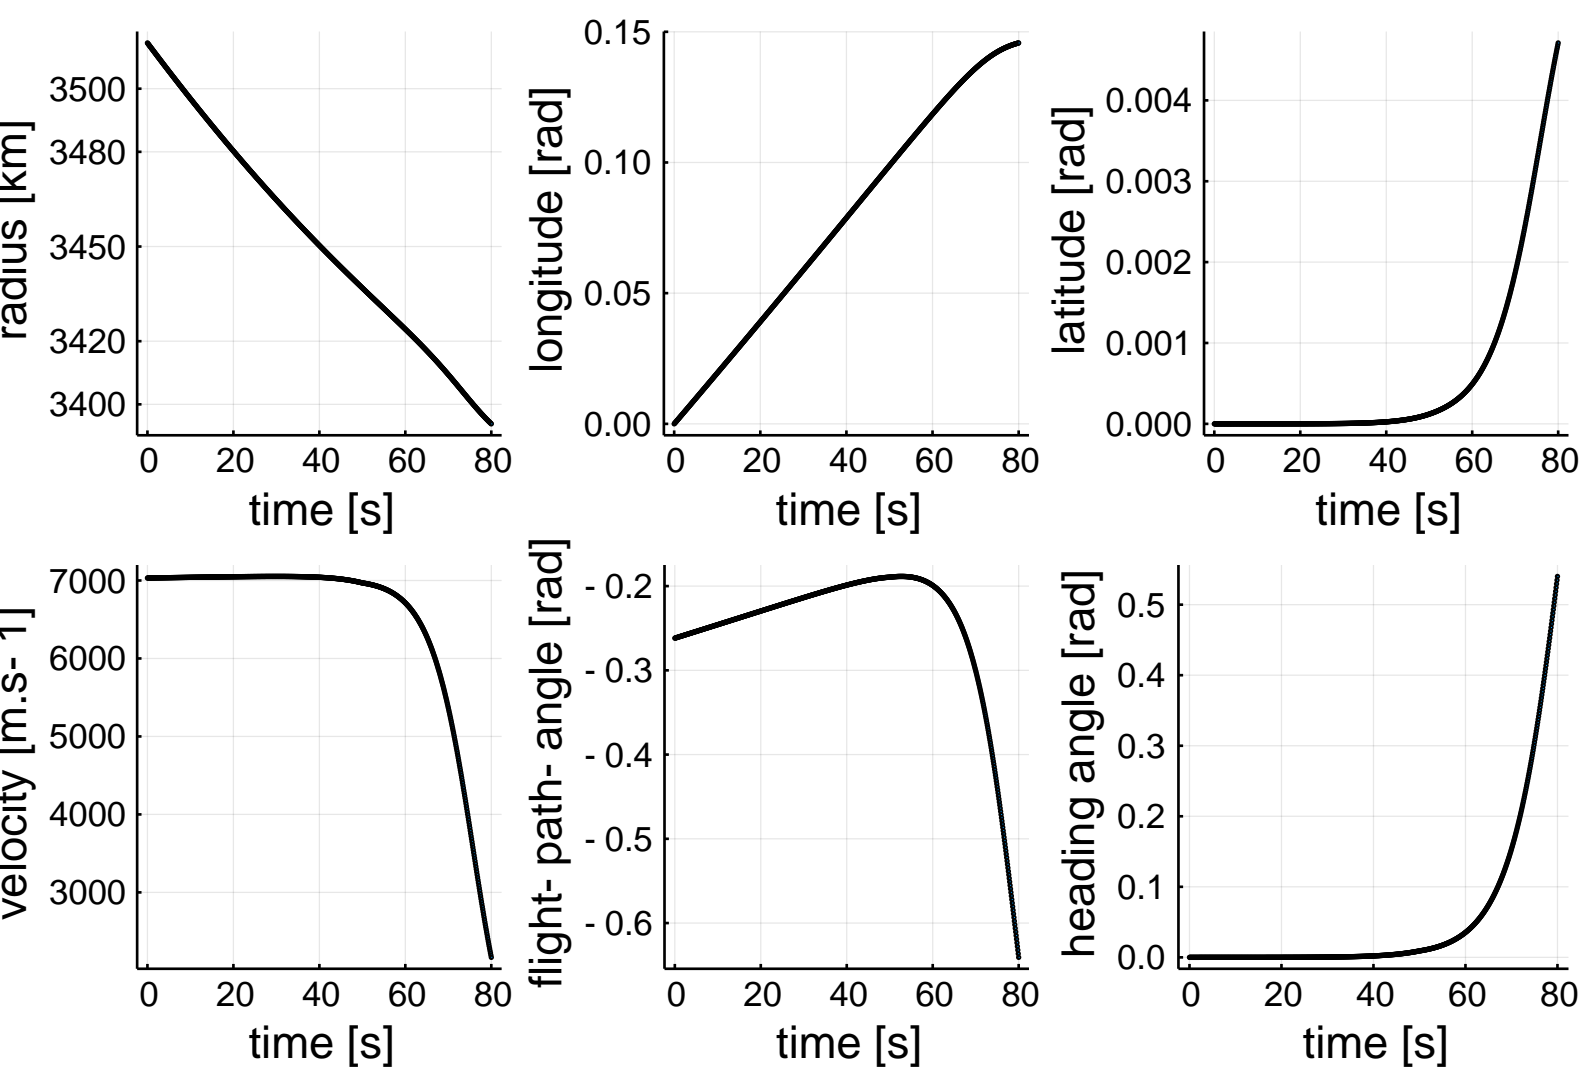 radius [km]
3500
3480
3450
3420
3400
0 20 40 60 80
time [s]
longitude [rad]
0.15
0.10
0.05
0.00
0 20 40 60 80
time [s]
latitude [rad]
0.004
0.003
0.002
0.001
0.000
0 20 40 60 80
time [s]
velocity [m.s- 1]
7000
6000
5000
4000
3000
0 20 40 60 80
time [s]
flight- path- angle [rad]
- 0.2
- 0.3
- 0.4
- 0.5
- 0.6
0 20 40 60 80
time [s]
heading angle [rad]
0.5
0.4
0.3
0.2
0.1
0.0
0 20 40 60 80
time [s]